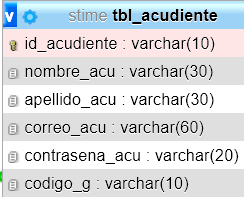 v stime tbl_acudiente
id_acudiente : varchar(10)
nombre_acu : varchar(30)
apellido_acu : varchar(30)
correo_acu : varchar(60)
contrasena_acu : varchar(20)
codigo_g : varchar(10)